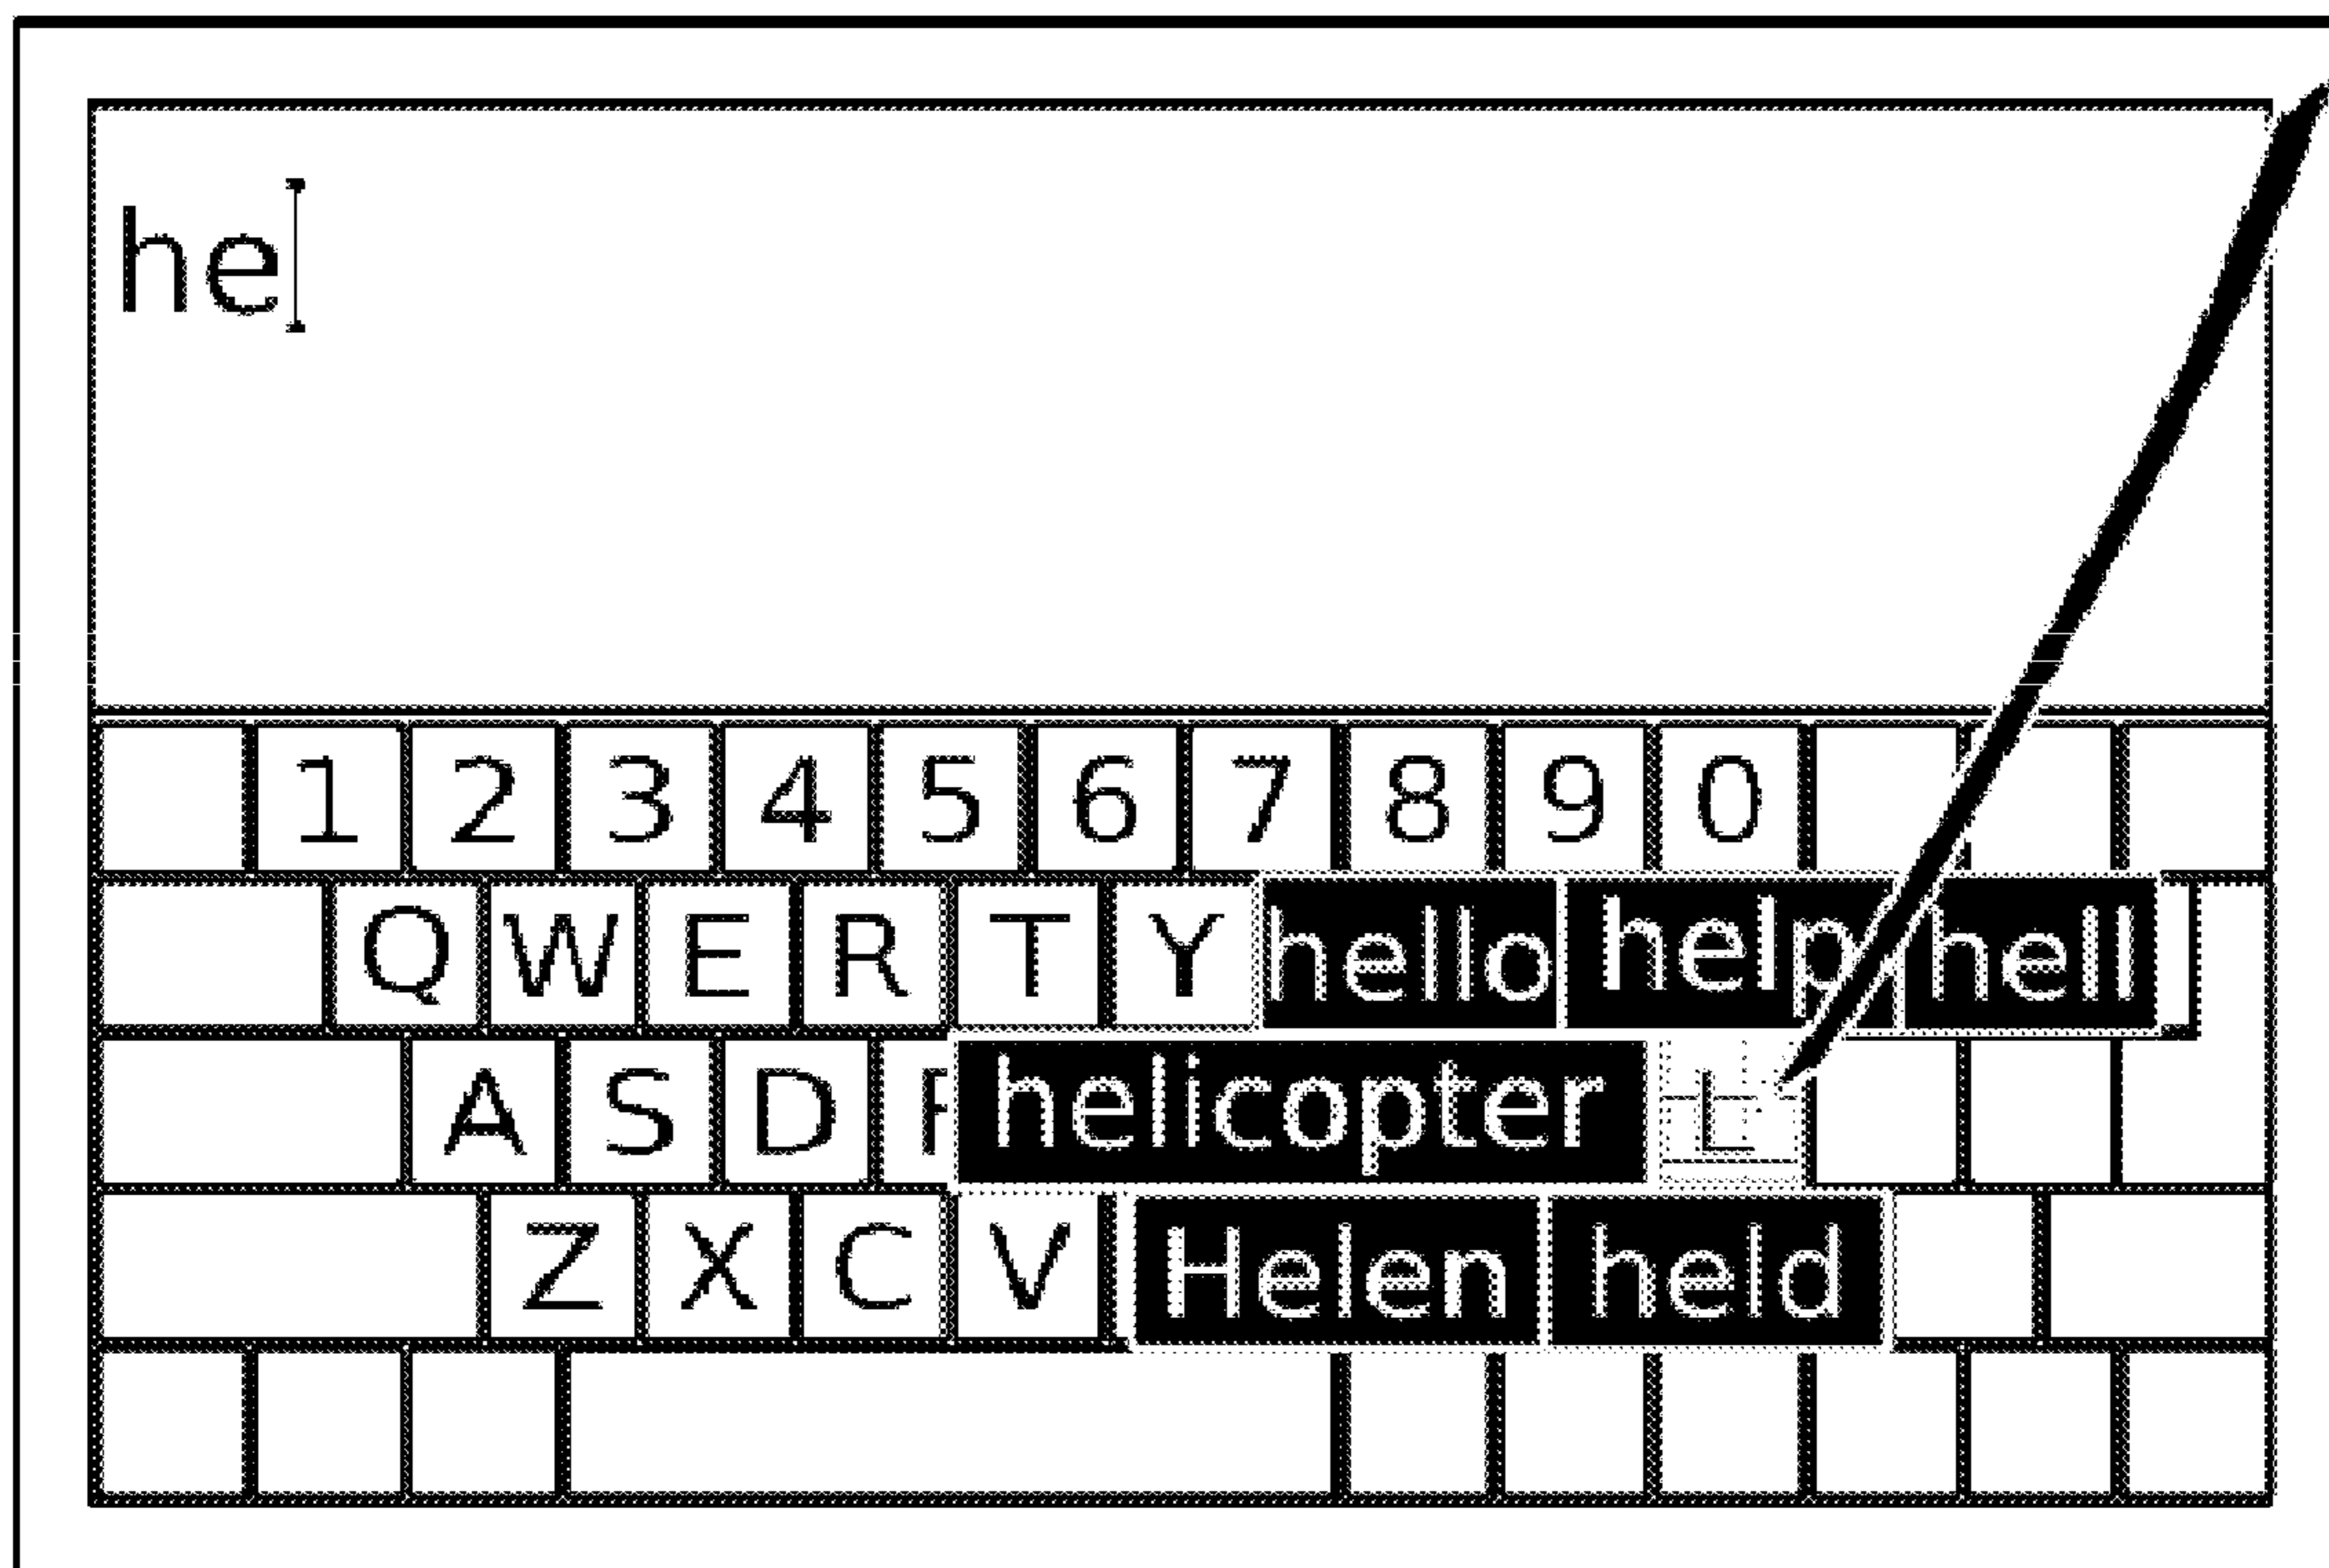 he
1 2 3 4 5 6 7 8 9 0
Q W E R T Y hello help hell
A S D F helicopter L
Z X C V Helen held